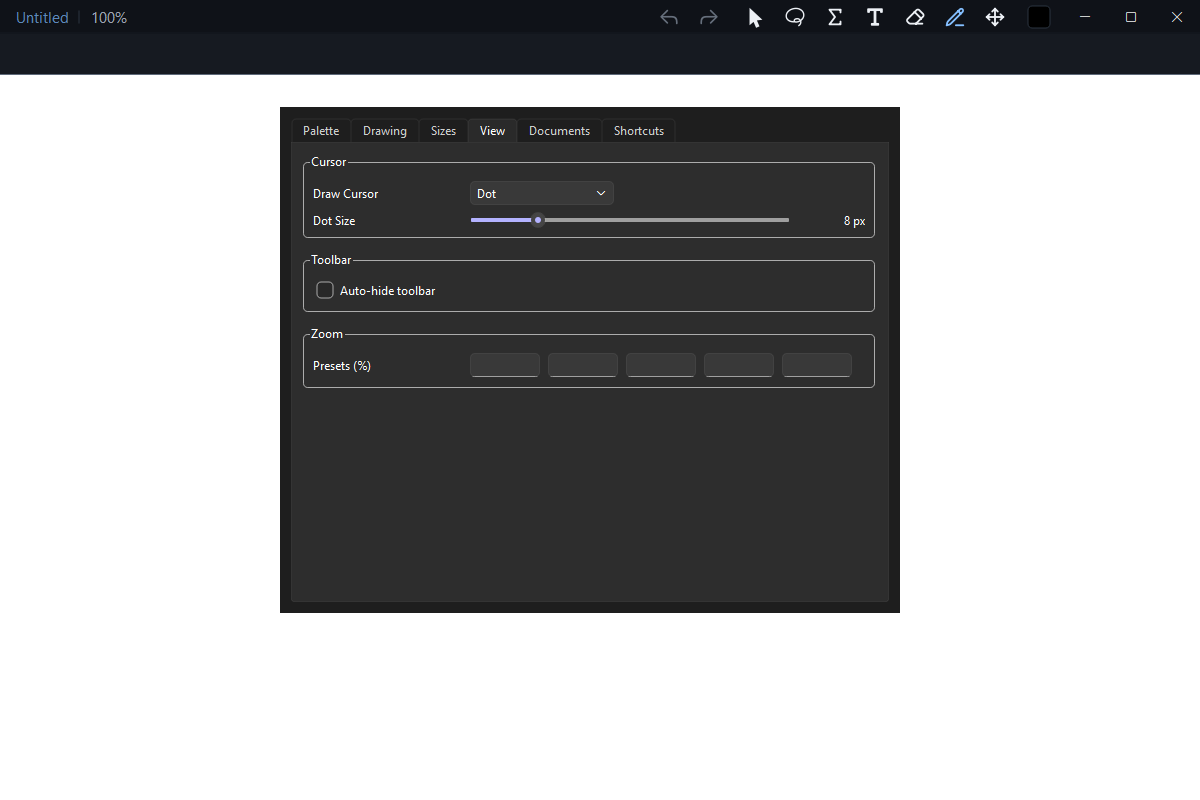 Untitled 100%
Palette Drawing Sizes View Documents Shortcuts
Cursor
Draw Cursor Dot
Dot Size 8 px
Toolbar
Auto-hide toolbar
Zoom
Presets (%)